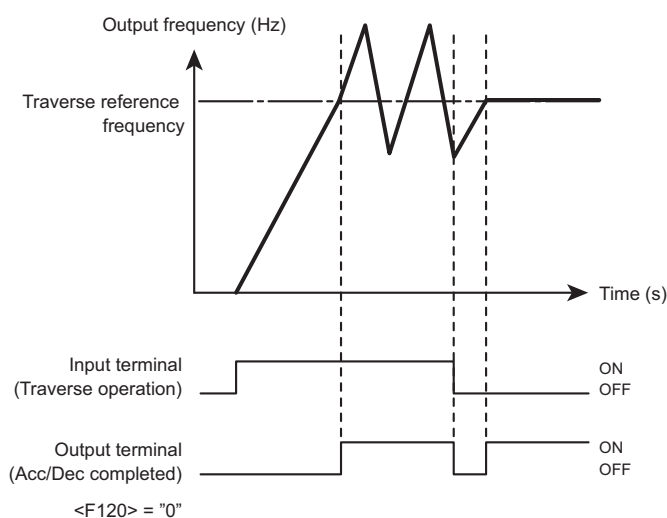 Output frequency (Hz)
Traverse reference
frequency
Time (s)
Input terminal
(Traverse operation)
ON
OFF
Output terminal
(Acc/Dec completed)
ON
OFF
<F120> = ”0”